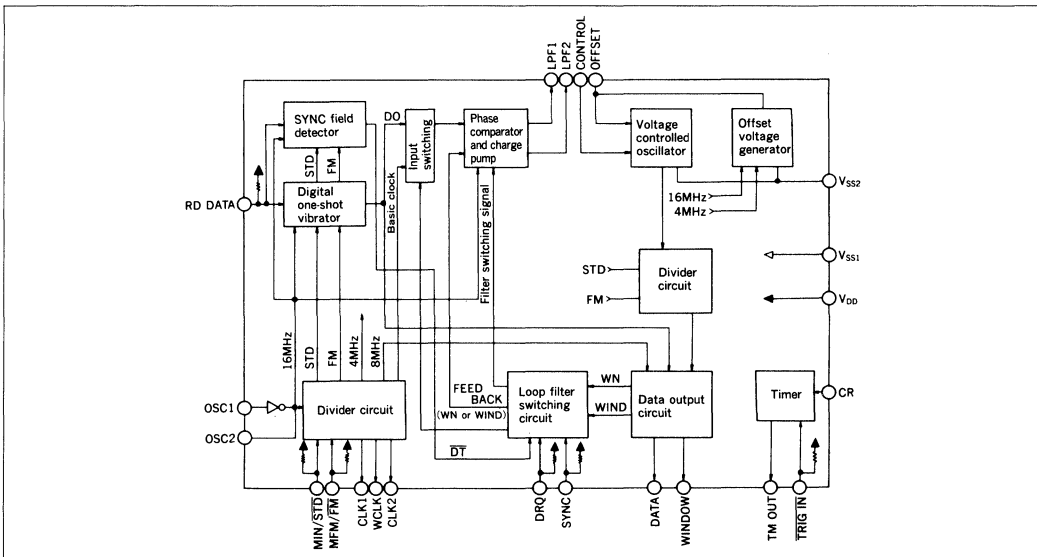 LPF1
LPF2
CONTROL
OFFSET
SYNC field
detector
DO
Input
switching
Phase
comparator
and charge
pump
Voltage
controlled
oscillator
Offset
voltage
generator
STD
FM
Basic clock
RD DATA
Digital
one-shot
vibrator
16MHz
4MHz
VSS2
Filter switching signal
VSS1
STD
FM
Divider
circuit
VDD
16MHz
STD
FM
4MHz
8MHz
OSC1
OSC2
Divider circuit
FEED
BACK
(WN or WIND)
Loop filter
switching
circuit
WN
WIND
Data output
circuit
Timer
CR
DT
MIN/STD
MFM/FM
CLK1
WCLK
CLK2
DRQ
SYNC
DATA
WINDOW
TM OUT
TRIG IN